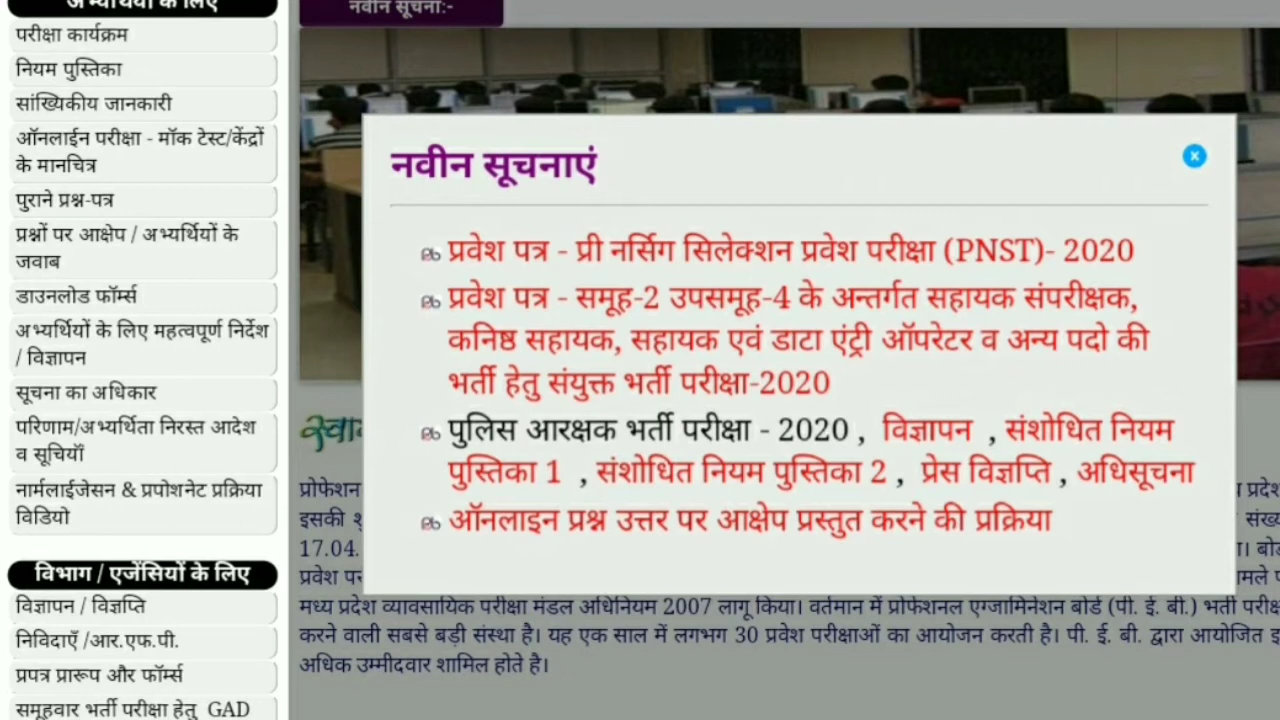 अभ्यर्थियों के लिए
परीक्षा कार्यक्रम
नियम पुस्तिका
सांख्यिकीय जानकारी
ऑनलाईन परीक्षा - मॉक टेस्ट/केंद्रों
के मानचित्र
पुराने प्रश्न-पत्र
प्रश्नों पर आक्षेप / अभ्यर्थियों के
जवाब
डाउनलोड फॉर्म्स
अभ्यर्थियों के लिए महत्वपूर्ण निर्देश
/ विज्ञापन
सूचना का अधिकार
परिणाम/अभ्यर्थिता निरस्त आदेश
व सूचियॉं
नार्मलाईजेसन & प्रपोशनेट प्रक्रिया
विडियो
विभाग / एजेंसियों के लिए
विज्ञापन / विज्ञप्ति
निविदाएँ /आर.एफ.पी.
प्रपत्र प्रारूप और फॉर्म्स
समूहवार भर्ती परीक्षा हेतु GAD
नवीन सूचना:-
नवीन सूचनाएं
प्रवेश पत्र - प्री नर्सिग सिलेक्शन प्रवेश परीक्षा (PNST)- 2020
प्रवेश पत्र - समूह-2 उपसमूह-4 के अन्तर्गत सहायक संपरीक्षक,
कनिष्ठ सहायक, सहायक एवं डाटा एंट्री ऑपरेटर व अन्य पदो की
भर्ती हेतु संयुक्त भर्ती परीक्षा-2020
पुलिस आरक्षक भर्ती परीक्षा - 2020 , विज्ञापन , संशोधित नियम
पुस्तिका 1 , संशोधित नियम पुस्तिका 2 , प्रेस विज्ञप्ति , अधिसूचना
ऑनलाइन प्रश्न उत्तर पर आक्षेप प्रस्तुत करने की प्रक्रिया
प्रोफेशन
इसकी
17.04.
प्रवेश
मध्य प्रदेश व्यावसायिक परीक्षा मंडल अधिनियम 2007 लागू किया। वर्तमान में प्रोफेशनल एग्जामिनेशन बोर्ड (पी. ई. बी.) भर्ती
करने वाली सबसे बड़ी संस्था है। यह एक साल में लगभग 30 प्रवेश परीक्षाओं का आयोजन करती है। पी. ई. बी. द्वारा आयोजित
अधिक उम्मीदवार शामिल होते है।